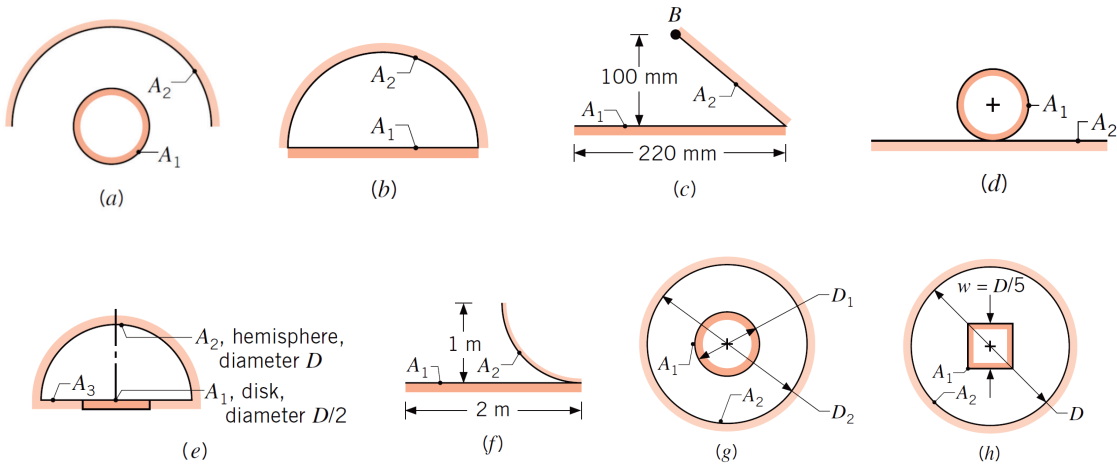 A2
A1
(a)
A2
A1
(b)
B
100 mm
A1
A2
220 mm
(c)
A1
A2
(d)
A2, hemisphere,
diameter D
A3
A1, disk,
diameter D/2
(e)
1 m
A1
A2
2 m
(f)
D1
A1
A2
D2
(g)
w = D/5
A1
A2
D
(h)